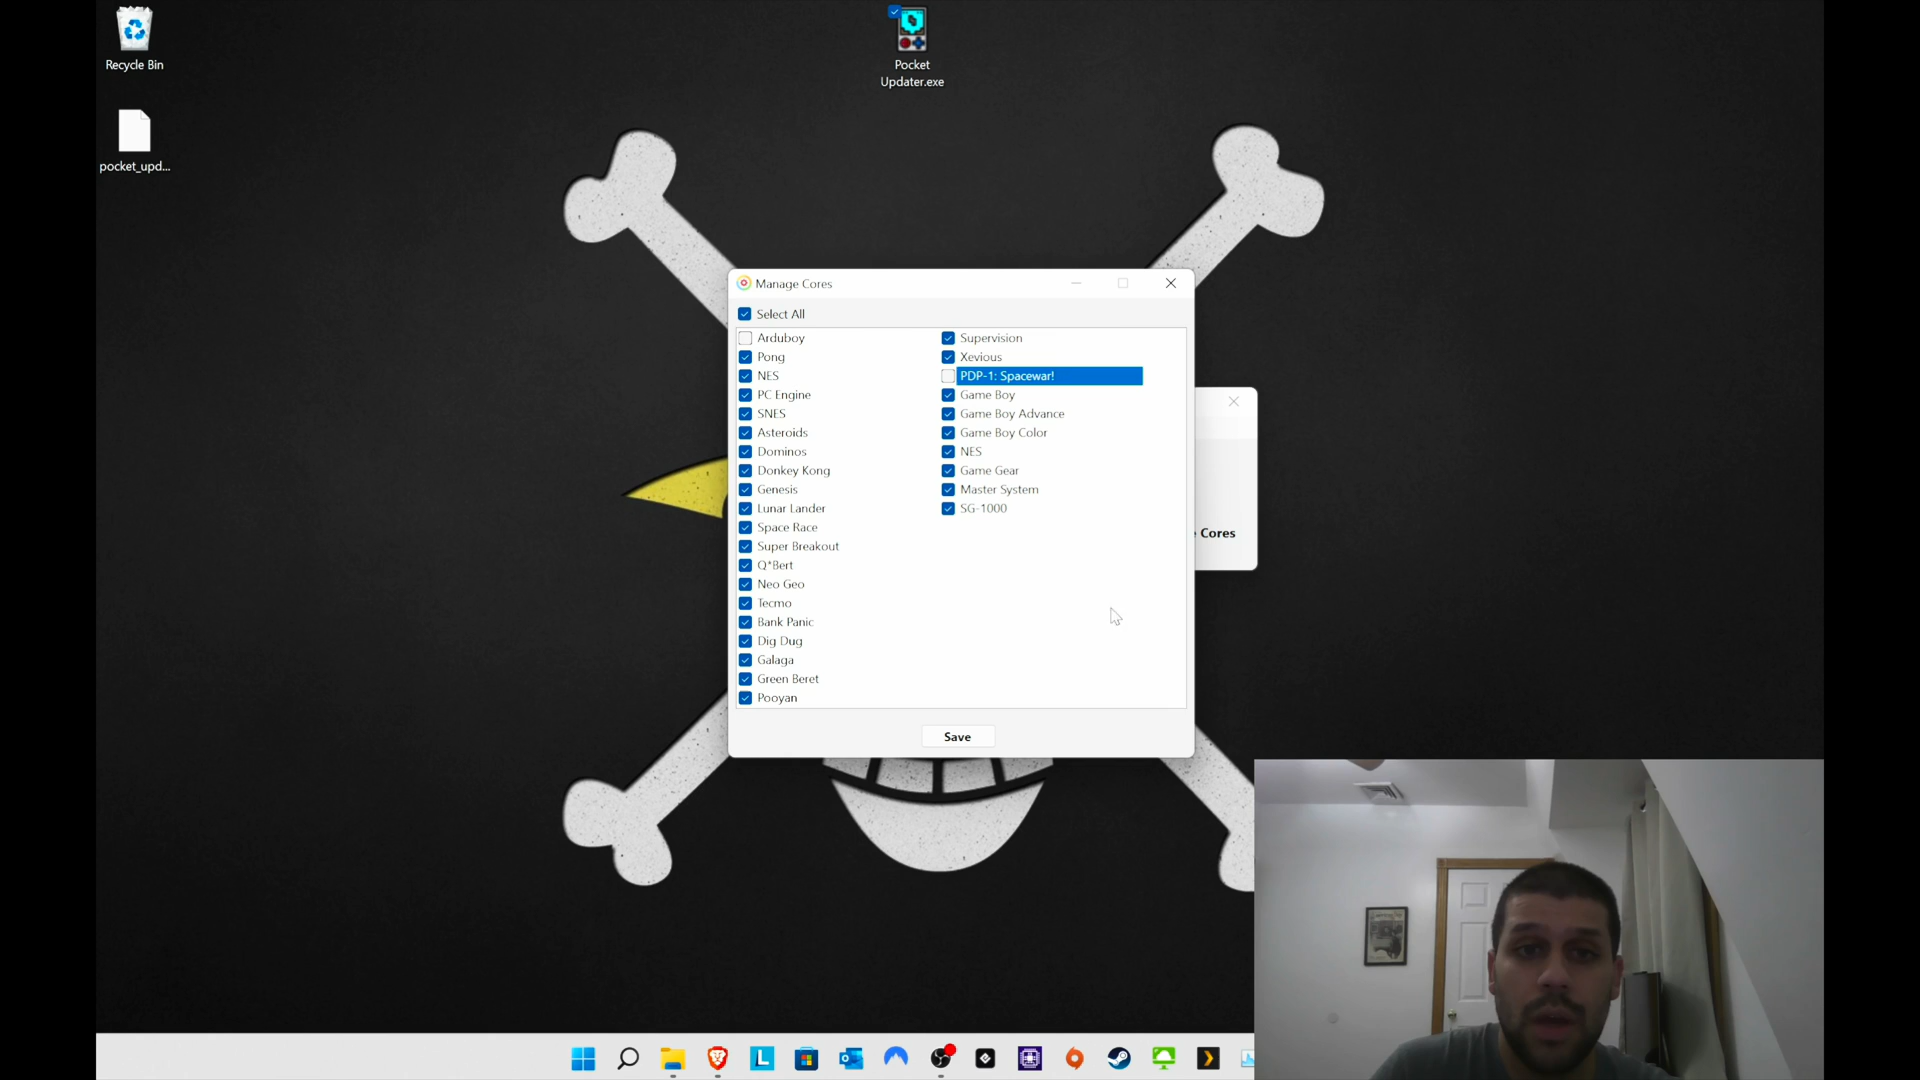 Recycle Bin
pocket_upd...
Pocket
Updater.exe
Manage Cores
Select All
Arduboy
Pong
NES
PC Engine
SNES
Asteroids
Dominos
Donkey Kong
Genesis
Lunar Lander
Space Race
Super Breakout
Q*Bert
Neo Geo
Tecmo
Bank Panic
Dig Dug
Galaga
Green Beret
Pooyan
Supervision
Xevious
PDP-1: Spacewar!
Game Boy
Game Boy Advance
Game Boy Color
NES
Game Gear
Master System
SG-1000
Save
Cores